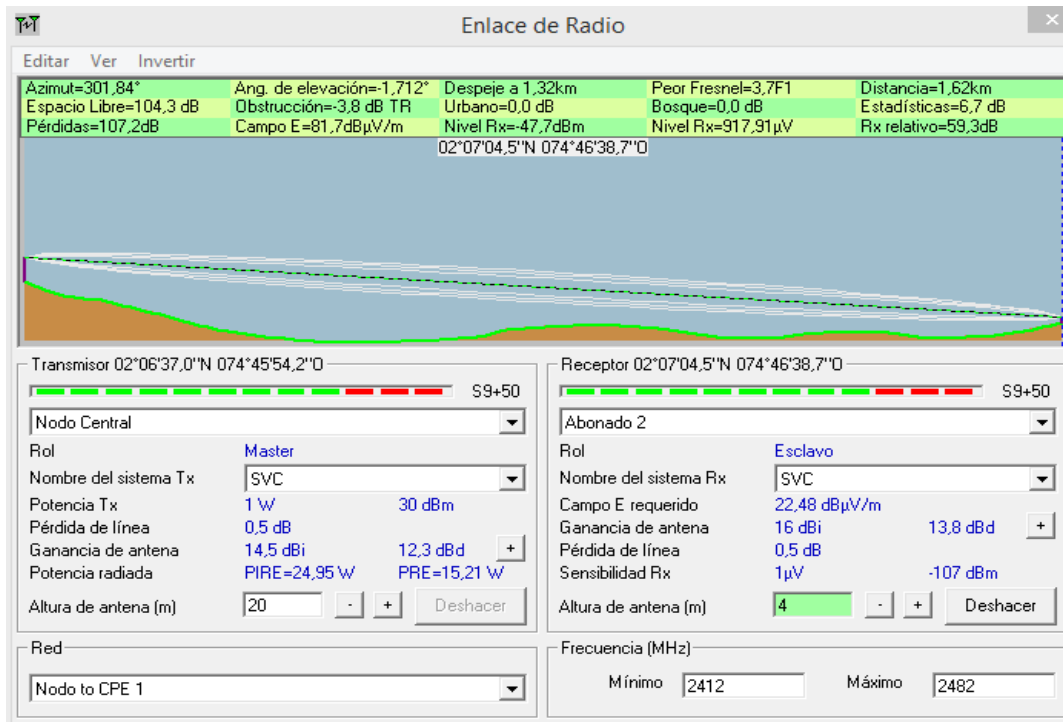 Enlace de Radio
Editar Ver Invertir
Azimut=301,84° Ang. de elevación=-1,712° Despeje a 1,32km Peor Fresnel=3,7F1 Distancia=1,62km
Espacio Libre=104,3 dB Obstrucción=-3,8 dB TR Urbano=0,0 dB Bosque=0,0 dB Estadísticas=6,7 dB
Pérdidas=107,2dB Campo E=81,7dBµV/m Nivel Rx=-47,7dBm Nivel Rx=917,91µV Rx relativo=59,3dB
02°07'04,5"N 074°46'38,7"O
Transmisor 02°06'37,0"N 074°45'54,2"O
S9+50
Nodo Central
Rol Master
Nombre del sistema Tx SVC
Potencia Tx 1 W 30 dBm
Pérdida de línea 0,5 dB
Ganancia de antena 14,5 dBi 12,3 dBd +
Potencia radiada PIRE=24,95 W PRE=15,21 W
Altura de antena (m) 20 - + Deshacer
Red
Nodo to CPE 1
Receptor 02°07'04,5"N 074°46'38,7"O
S9+50
Abonado 2
Rol Esclavo
Nombre del sistema Rx SVC
Campo E requerido 22,48 dBµV/m
Ganancia de antena 16 dBi 13,8 dBd +
Pérdida de línea 0,5 dB
Sensibilidad Rx 1µV -107 dBm
Altura de antena (m) 4 - + Deshacer
Frecuencia (MHz)
Mínimo 2412 Máximo 2482